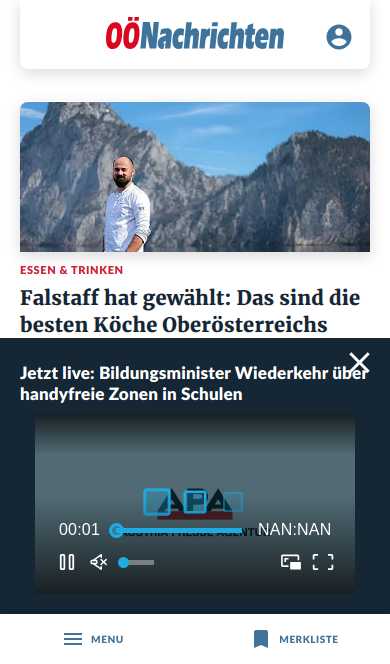 OÖNachrichten
ESSEN & TRINKEN
Falstaff hat gewählt: Das sind die
besten Köche Oberösterreichs
Jetzt live: Bildungsminister Wiederkehr über
handyfreie Zonen in Schulen
APA
AUSTRIA PRESSE AGENTUR
00:01
NAN:NAN
MENU
MERKLISTE